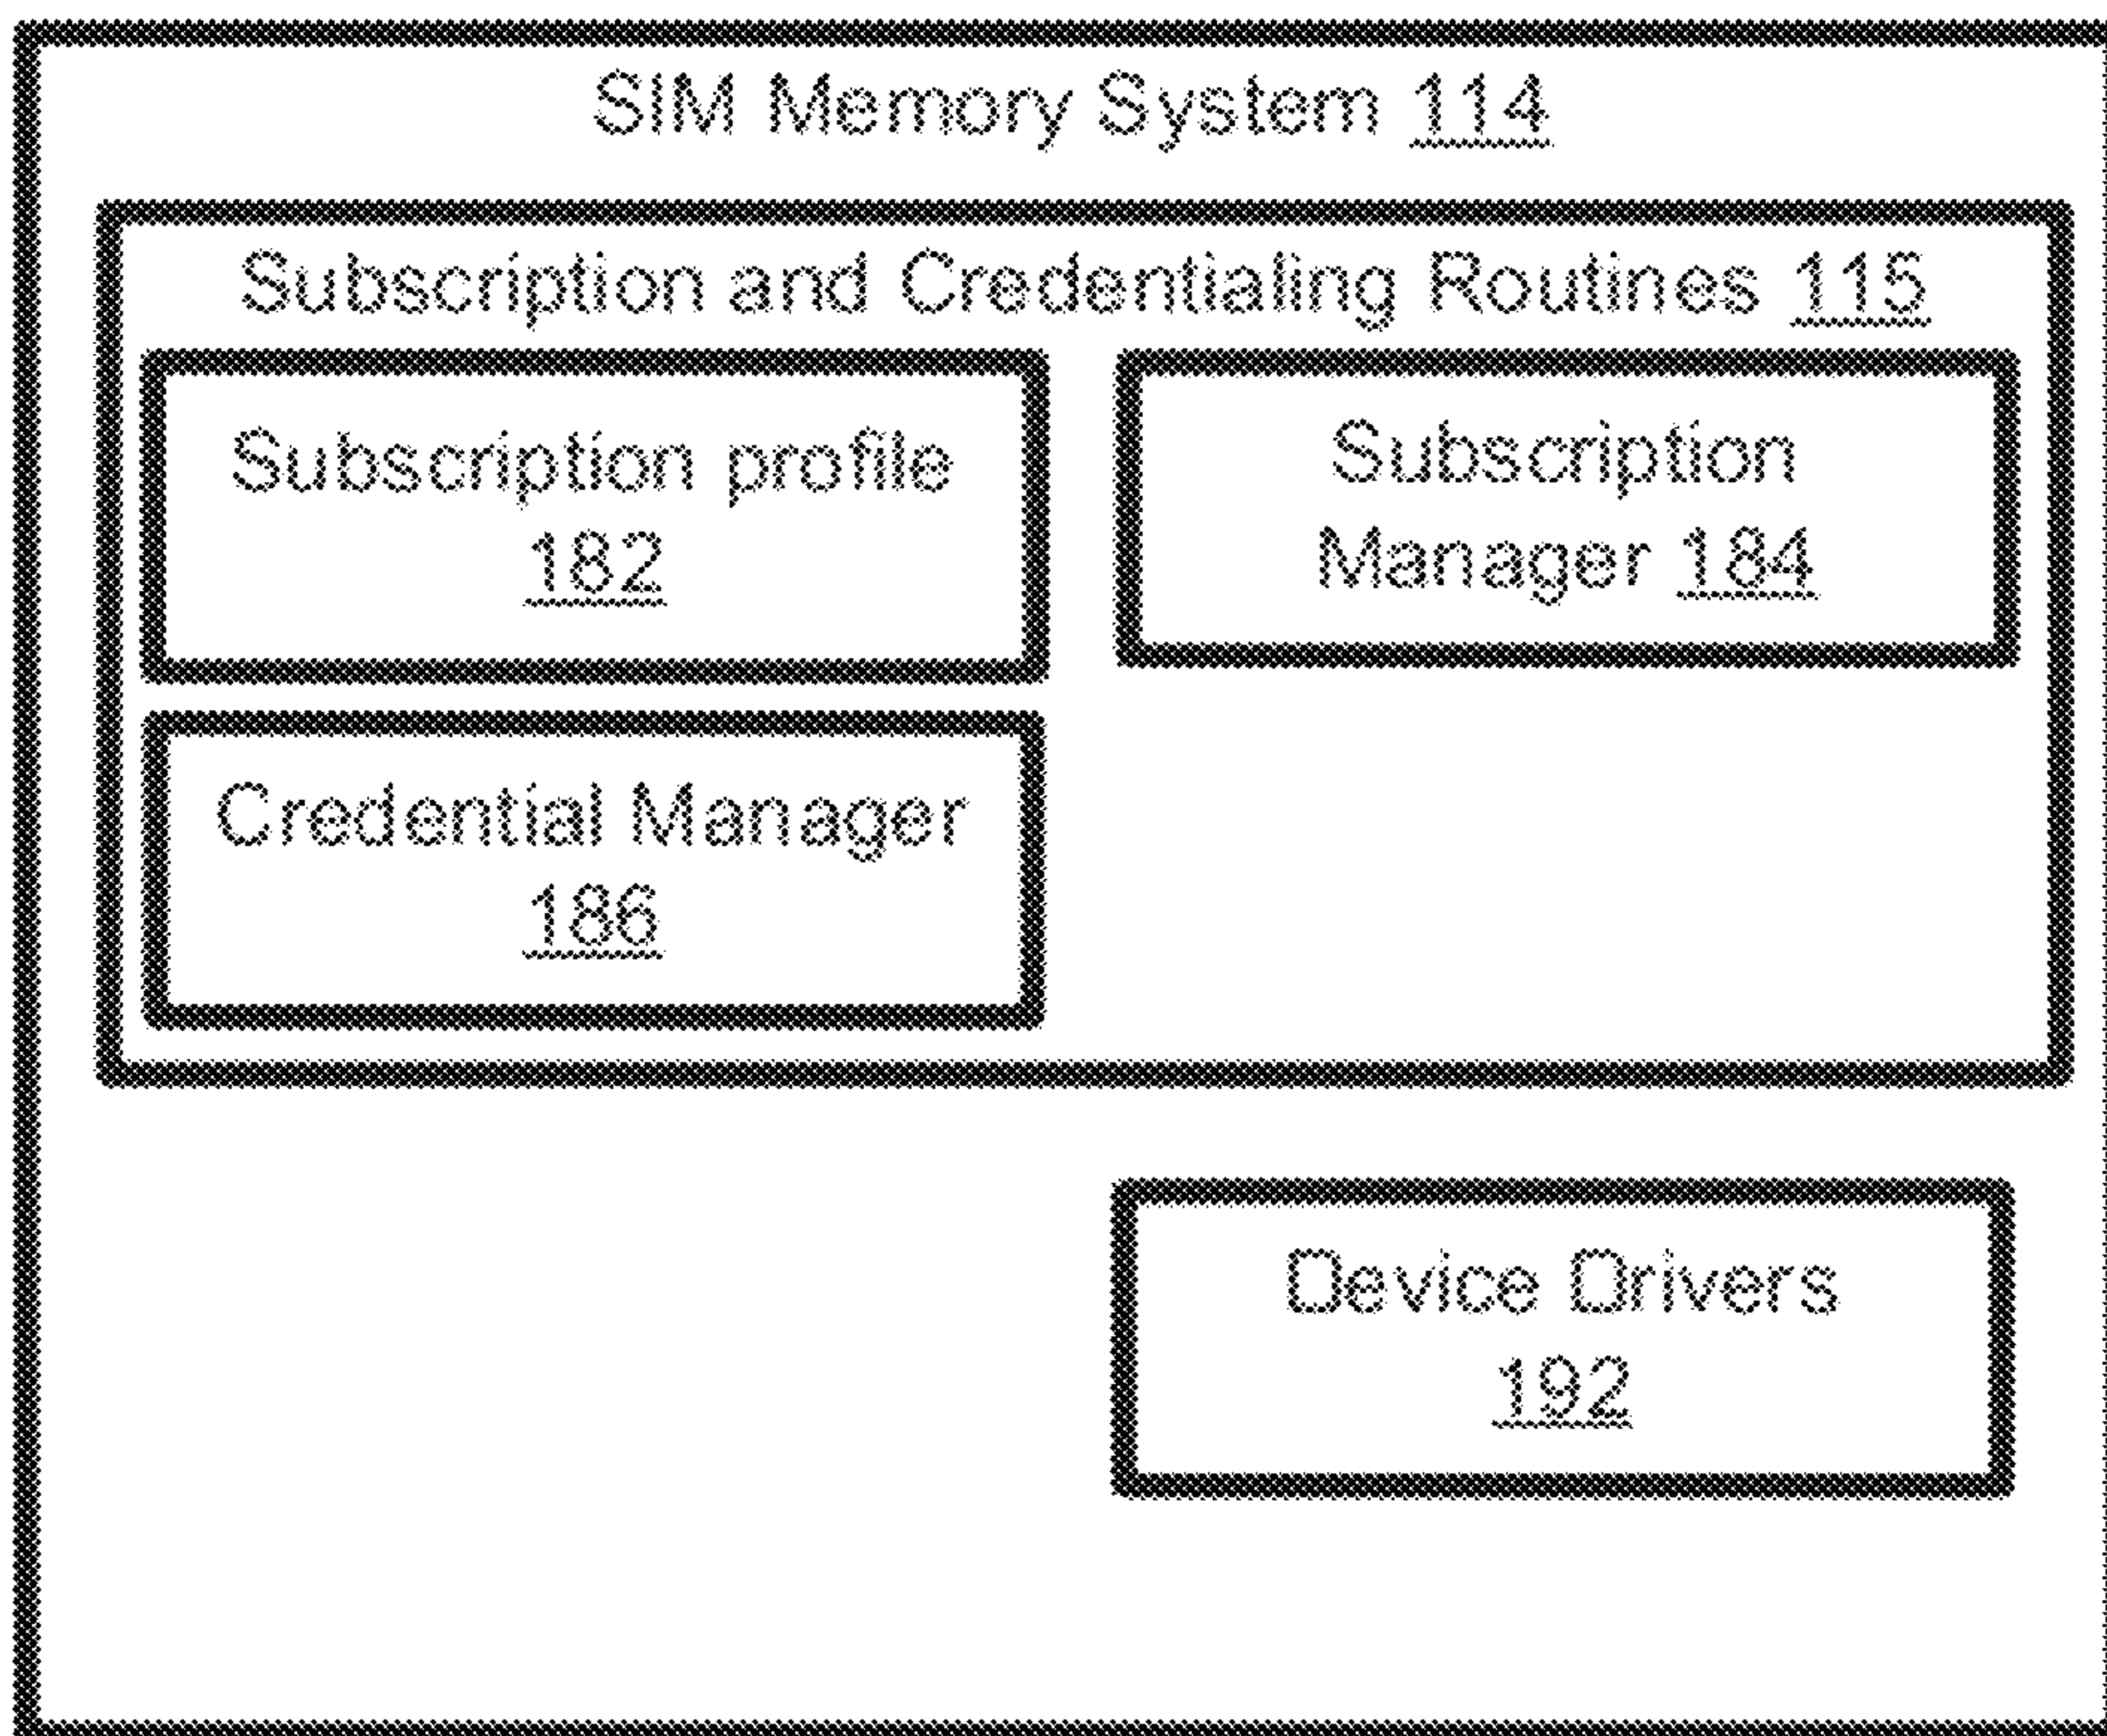 SIM Memory System 114
Subscription and Credentialing Routines 115
Subscription profile
182
Subscription
Manager 184
Credential Manager
186
Device Drivers
192